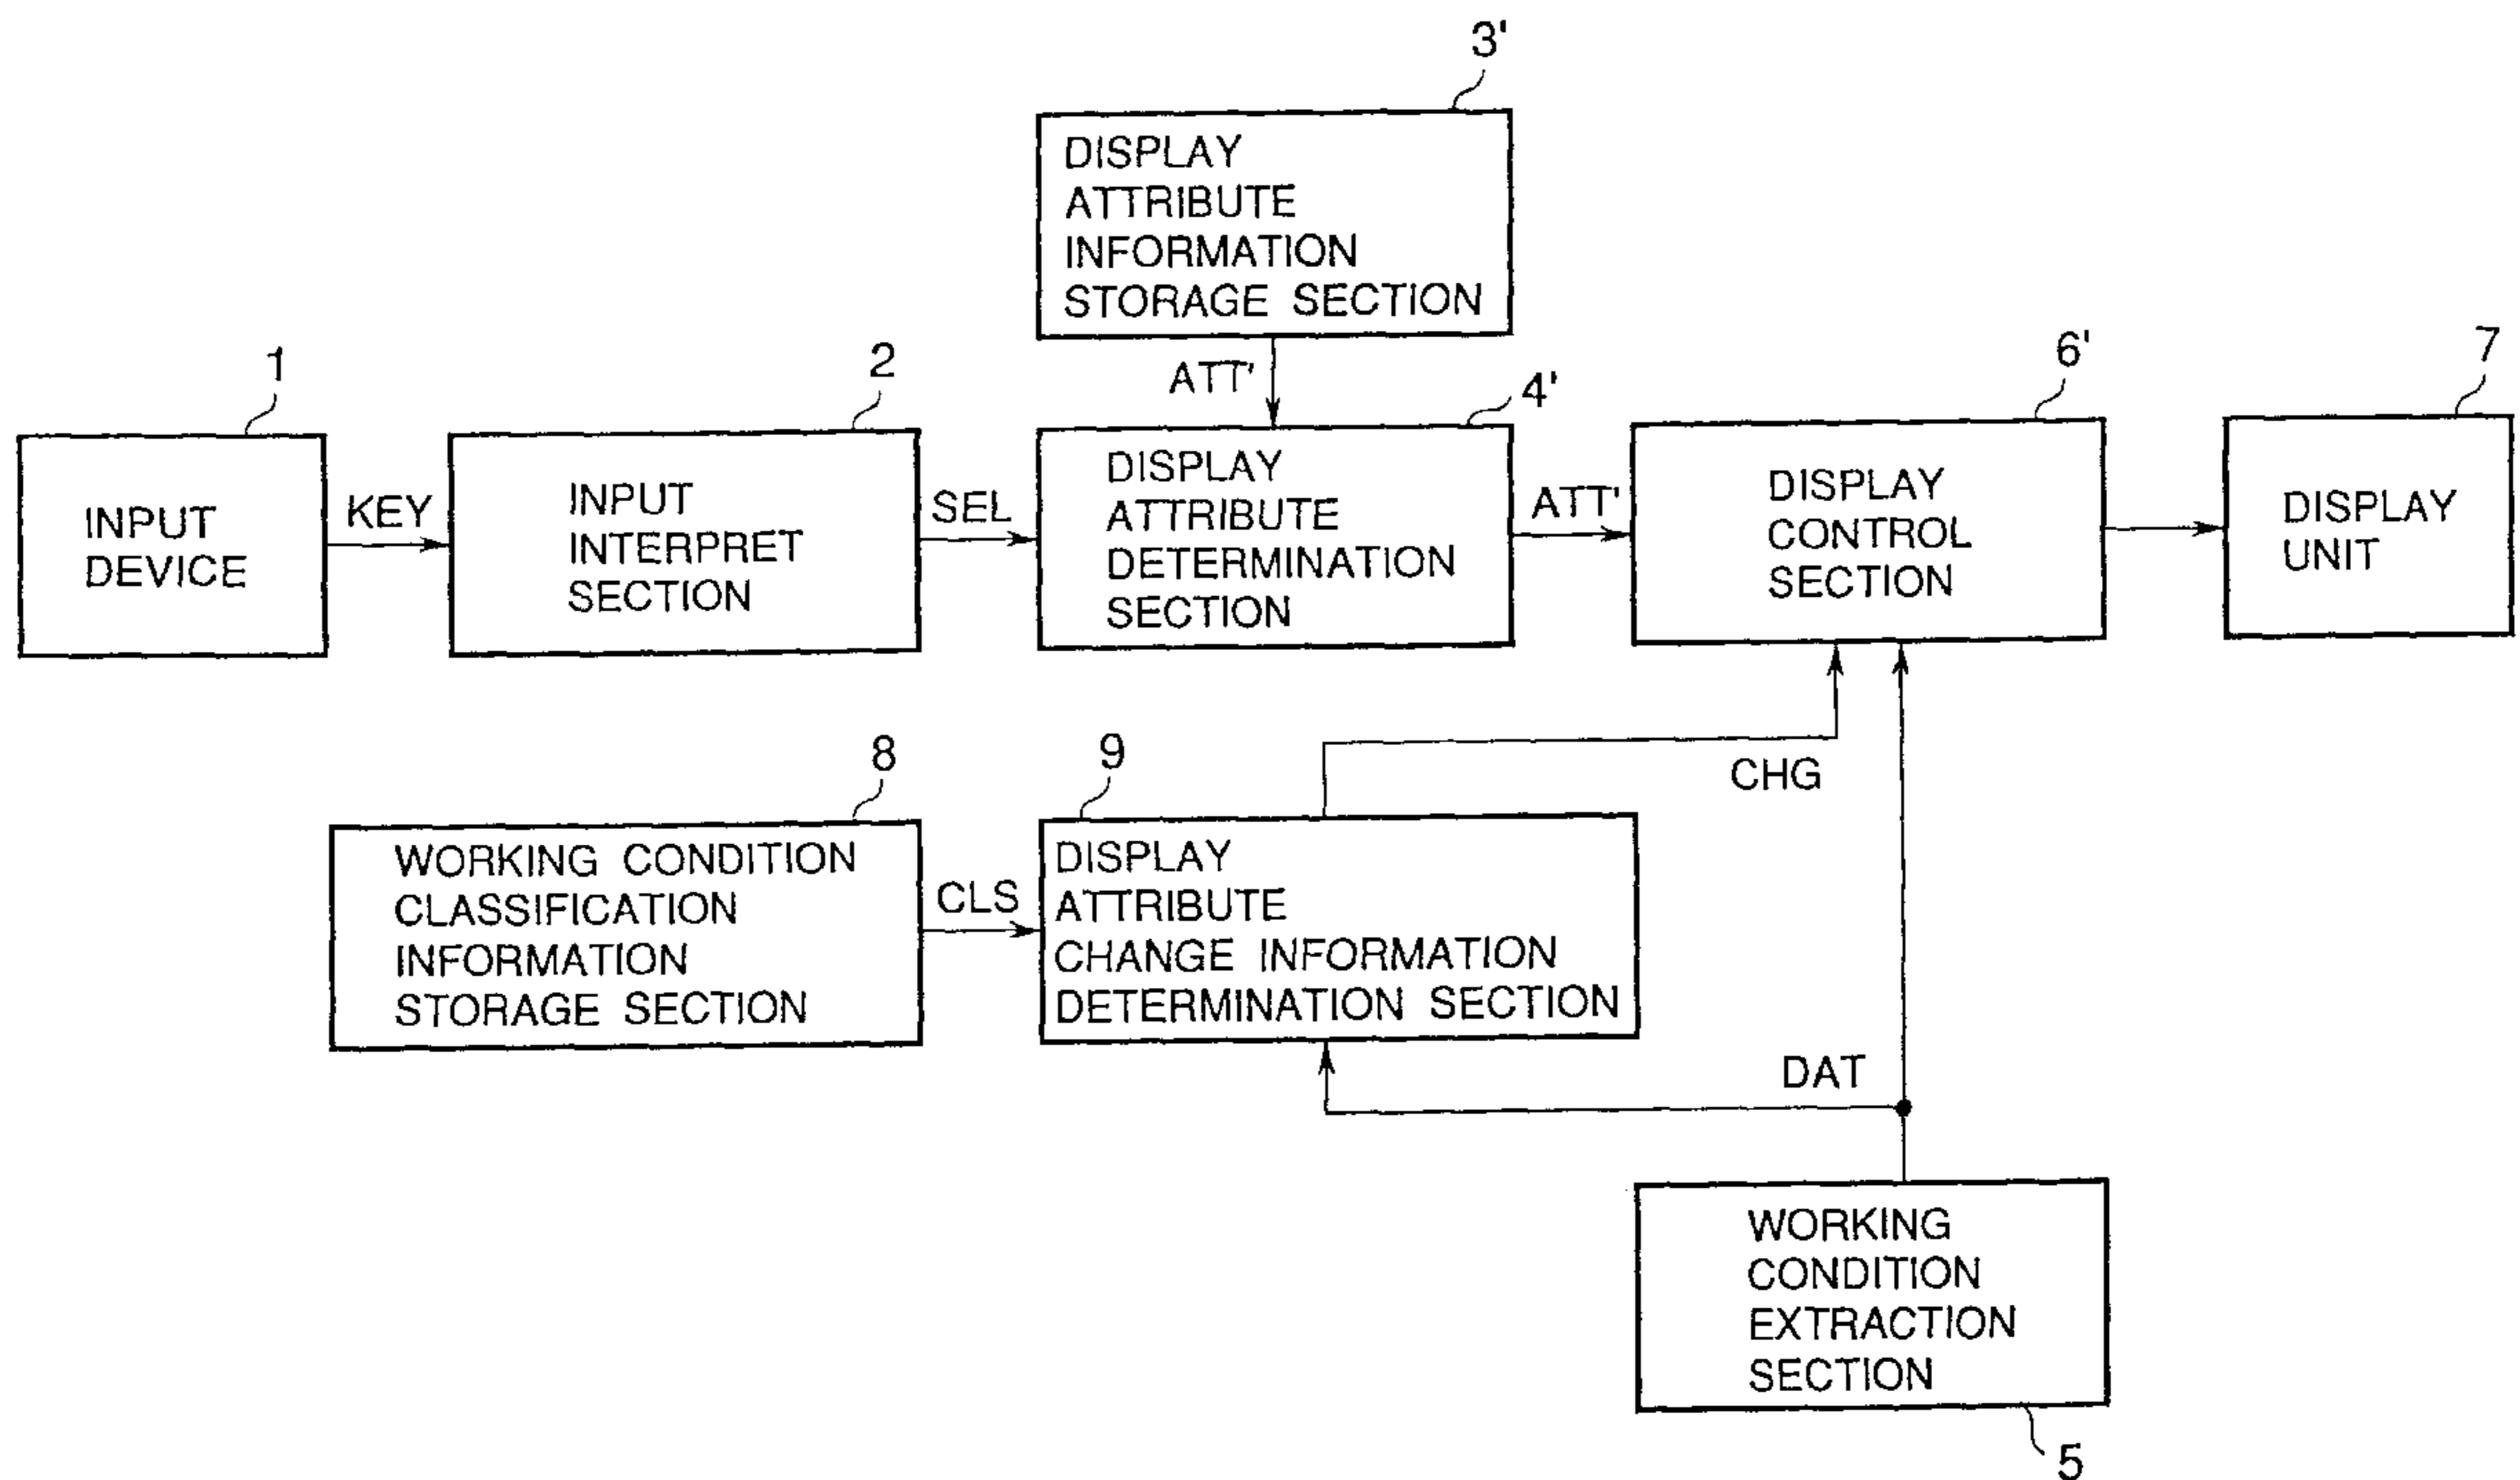 3'
DISPLAY
ATTRIBUTE
INFORMATION
STORAGE SECTION
1
2
ATT'
4'
6'
7
INPUT
DEVICE
KEY
INPUT
INTERPRET
SECTION
SEL
DISPLAY
ATTRIBUTE
DETERMINATION
SECTION
ATT'
DISPLAY
CONTROL
SECTION
DISPLAY
UNIT
8
9
CHG
WORKING CONDITION
CLASSIFICATION
INFORMATION
STORAGE SECTION
CLS
DISPLAY
ATTRIBUTE
CHANGE INFORMATION
DETERMINATION SECTION
DAT
WORKING
CONDITION
EXTRACTION
SECTION
5